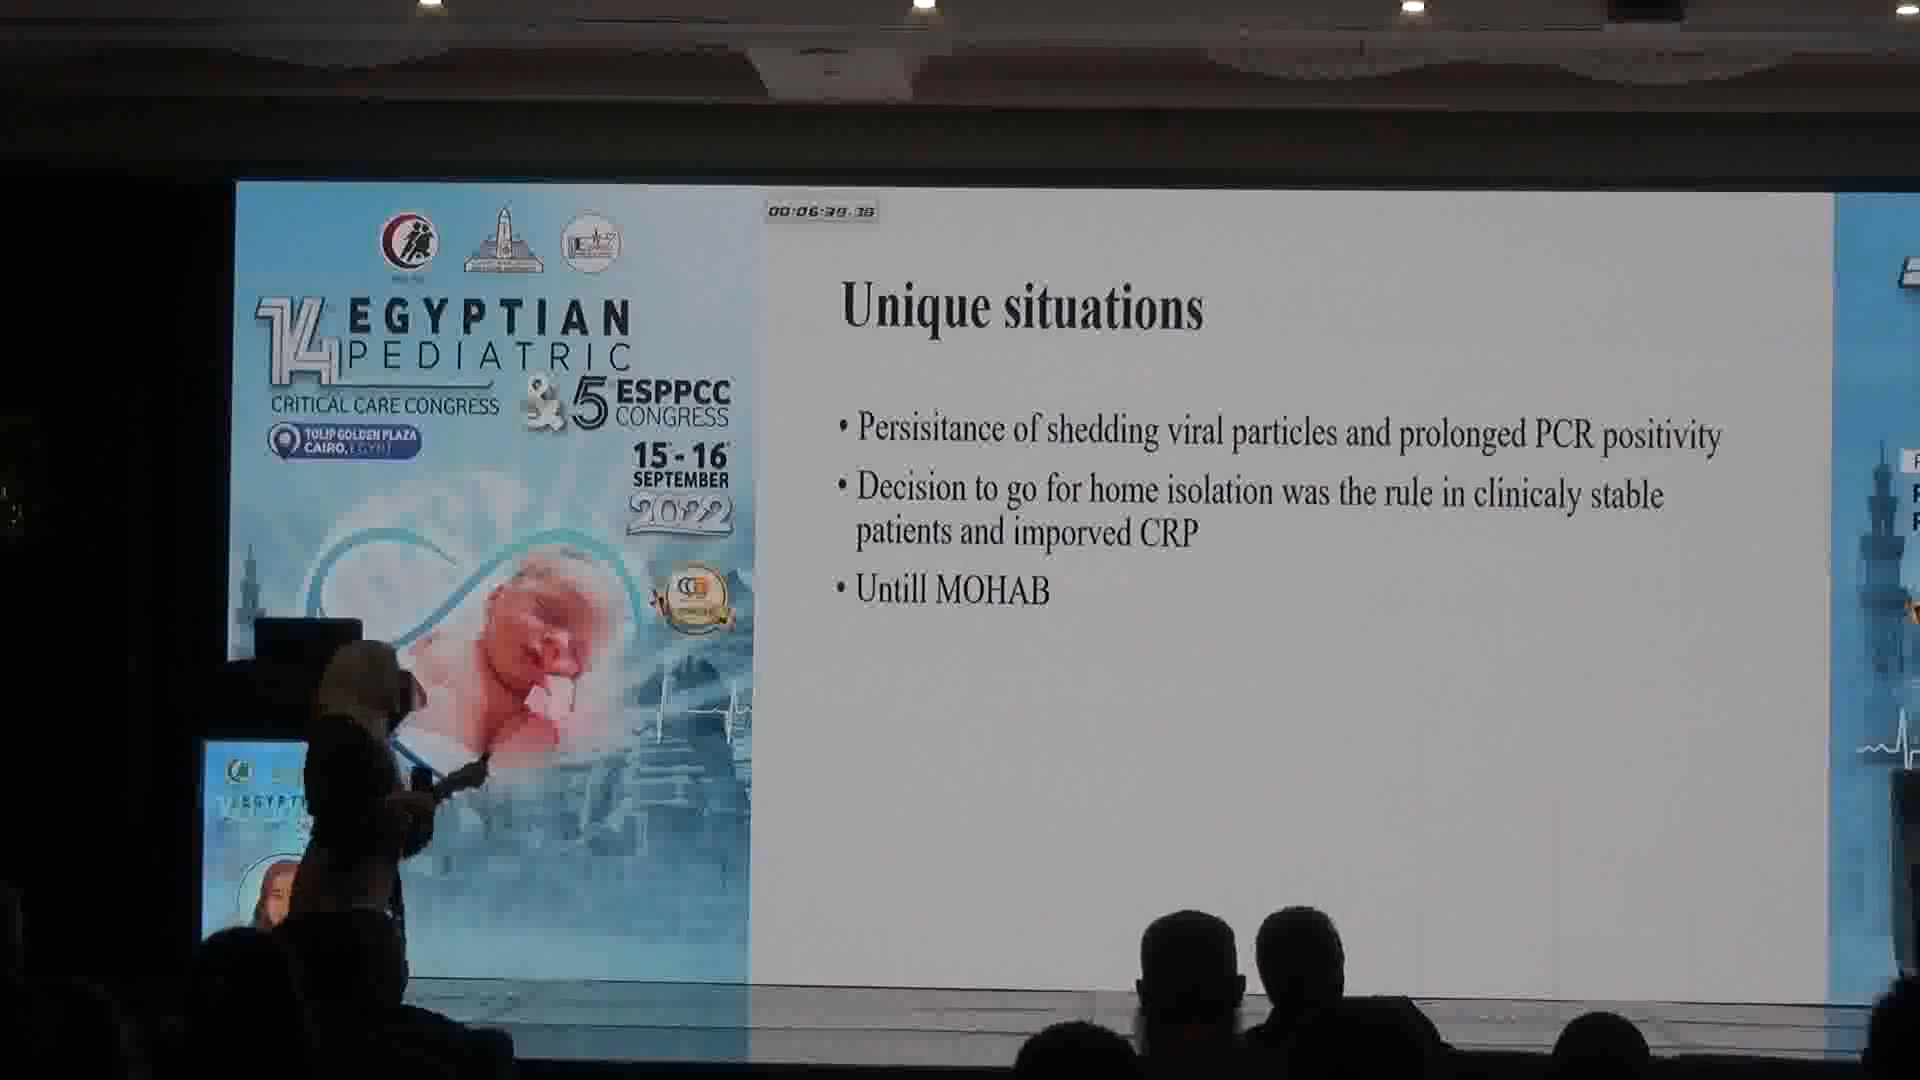 00:06:39.38
14 EGYPTIAN
PEDIATRIC
CRITICAL CARE CONGRESS
& 5 ESPPCC
CONGRESS
TOLIP GOLDEN PLAZA
CAIRO, EGYPT
15 - 16
SEPTEMBER
2022
Unique situations
• Persisitance of shedding viral particles and prolonged PCR positivity
• Decision to go for home isolation was the rule in clinicaly stable
patients and imporved CRP
• Untill MOHAB
EGYPTI